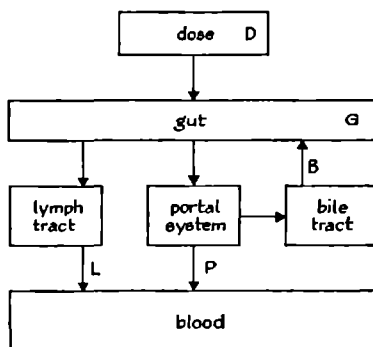 dose D
gut G
B
lymph
tract
portal
system
bile
tract
L
P
blood